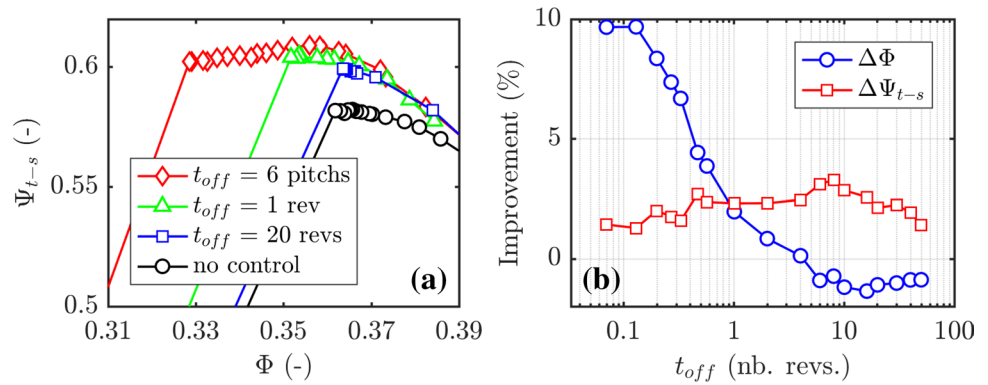 0.6
0.55
0.5
Ψt−s (-)
toff = 6 pitchs
toff = 1 rev
toff = 20 revs
no control
(a)
0.31 0.33 0.35 0.37 0.39
Φ (-)
10
5
0
Improvement (%)
ΔΦ
ΔΨt−s
(b)
0.1 1 10 100
toff (nb. revs.)